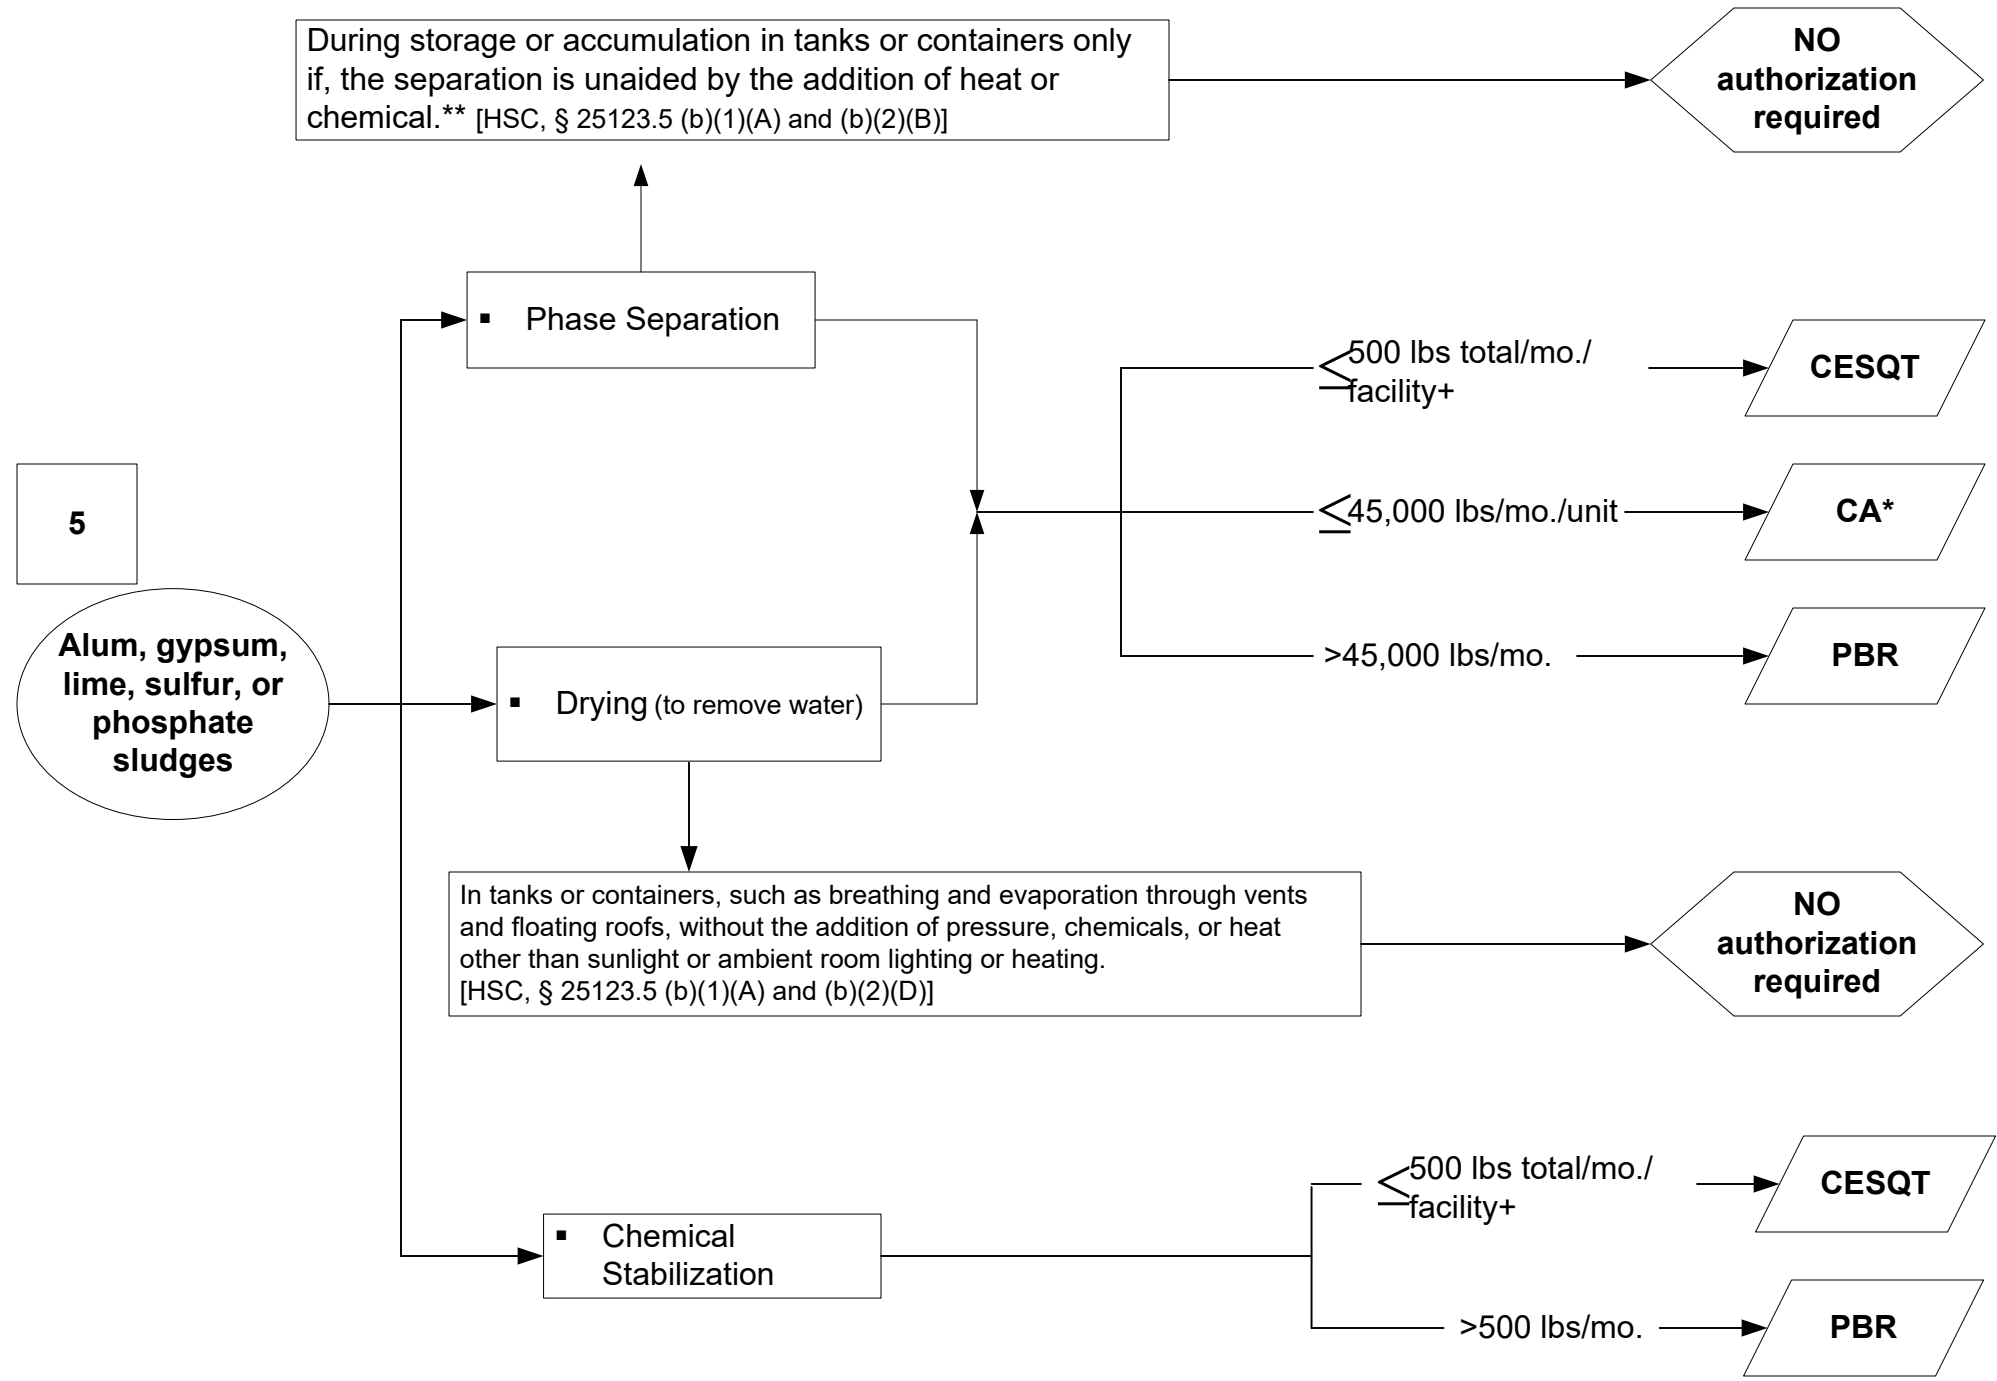 During storage or accumulation in tanks or containers only
if, the separation is unaided by the addition of heat or
chemical.** [HSC, § 25123.5 (b)(1)(A) and (b)(2)(B)]
NO
authorization
required
▪ Phase Separation
≤500 lbs total/mo./
facility+
CESQT
5
≤45,000 lbs/mo./unit
CA*
Alum, gypsum,
lime, sulfur, or
phosphate
sludges
▪ Drying (to remove water)
>45,000 lbs/mo.
PBR
In tanks or containers, such as breathing and evaporation through vents
and floating roofs, without the addition of pressure, chemicals, or heat
other than sunlight or ambient room lighting or heating.
[HSC, § 25123.5 (b)(1)(A) and (b)(2)(D)]
NO
authorization
required
▪ Chemical
Stabilization
≤500 lbs total/mo./
facility+
CESQT
>500 lbs/mo.
PBR